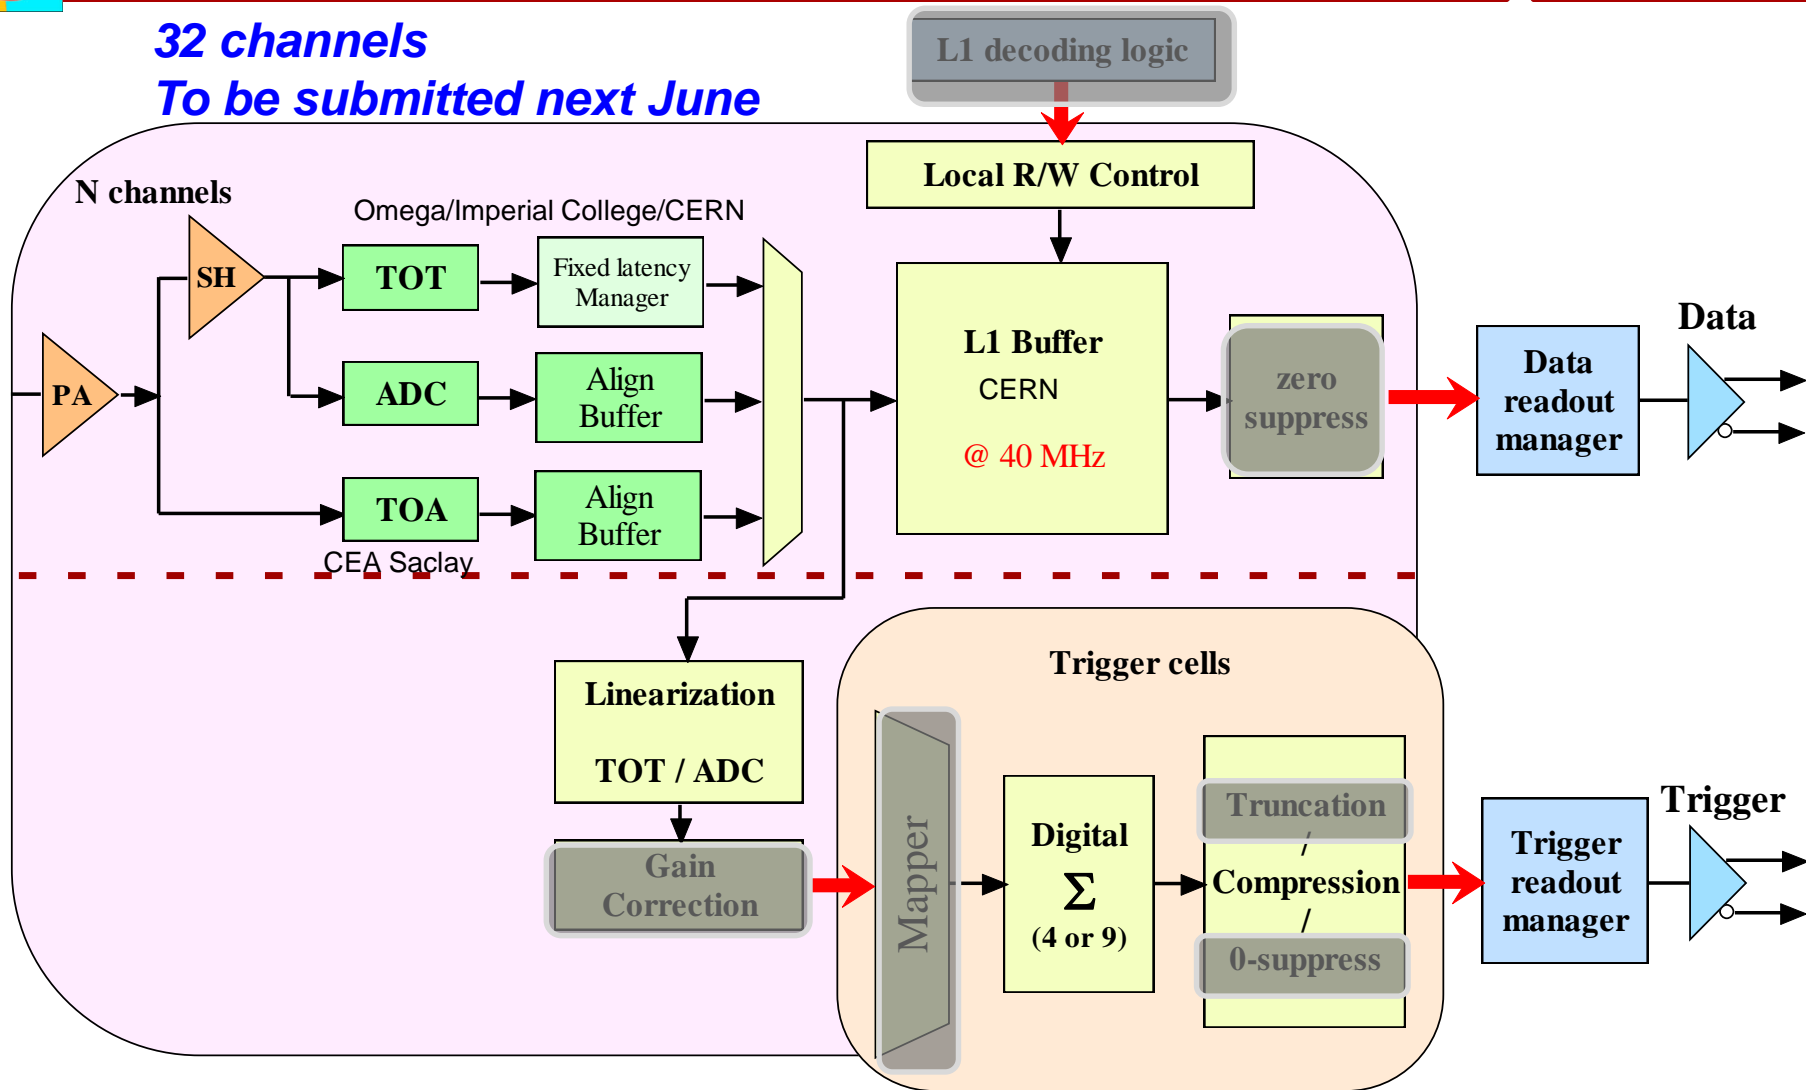 32 channels
To be submitted next June
L1 decoding logic
Local R/W Control
N channels
Omega/Imperial College/CERN
SH
TOT
Fixed latency
Manager
PA
ADC
Align
Buffer
TOA
Align
Buffer
CEA Saclay
L1 Buffer
CERN
@ 40 MHz
zero
suppress
Data
readout
manager
Data
Linearization
TOT / ADC
Gain
Correction
Trigger cells
Mapper
Digital
Σ
(4 or 9)
Truncation
/
Compression
/
0-suppress
Trigger
readout
manager
Trigger